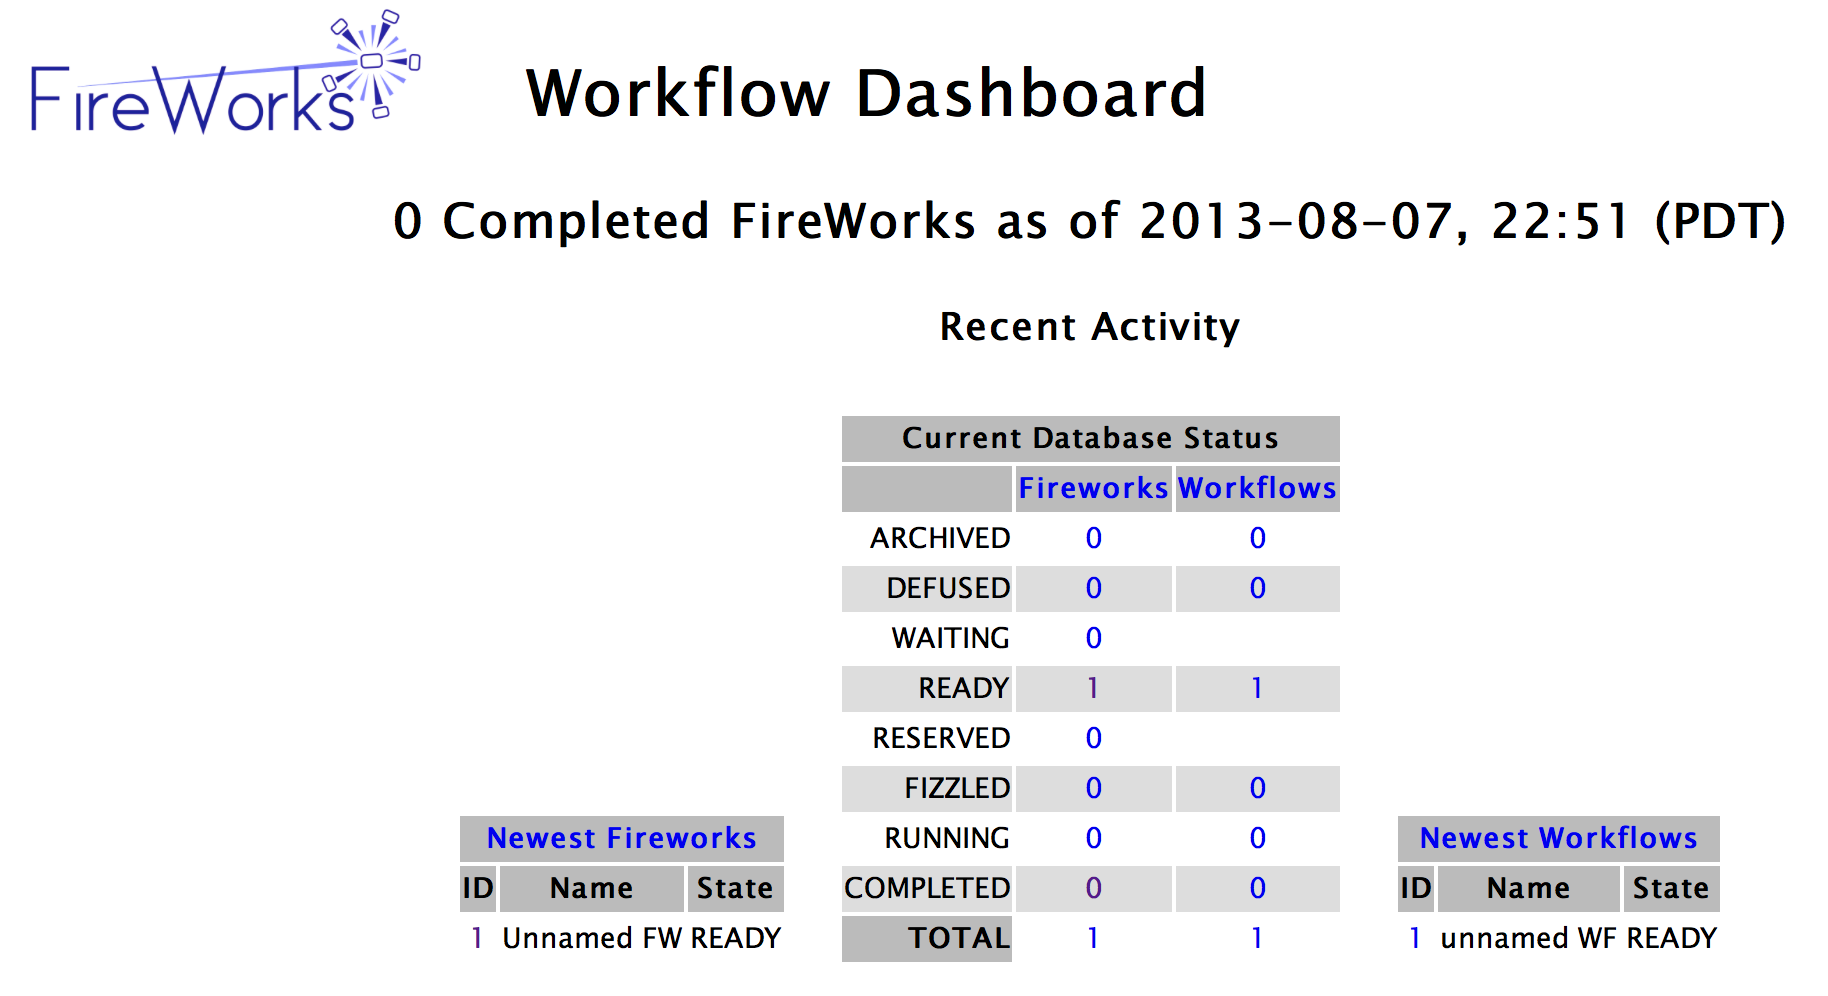 FireWorks
Workflow Dashboard
0 Completed FireWorks as of 2013-08-07, 22:51 (PDT)
Recent Activity
Current Database Status
Fireworks Workflows
ARCHIVED 0 0
DEFUSED 0 0
WAITING 0
READY 1 1
RESERVED 0
FIZZLED 0 0
RUNNING 0 0
COMPLETED 0 0
TOTAL 1 1
Newest Fireworks
ID Name State
1 Unnamed FW READY
Newest Workflows
ID Name State
1 unnamed WF READY